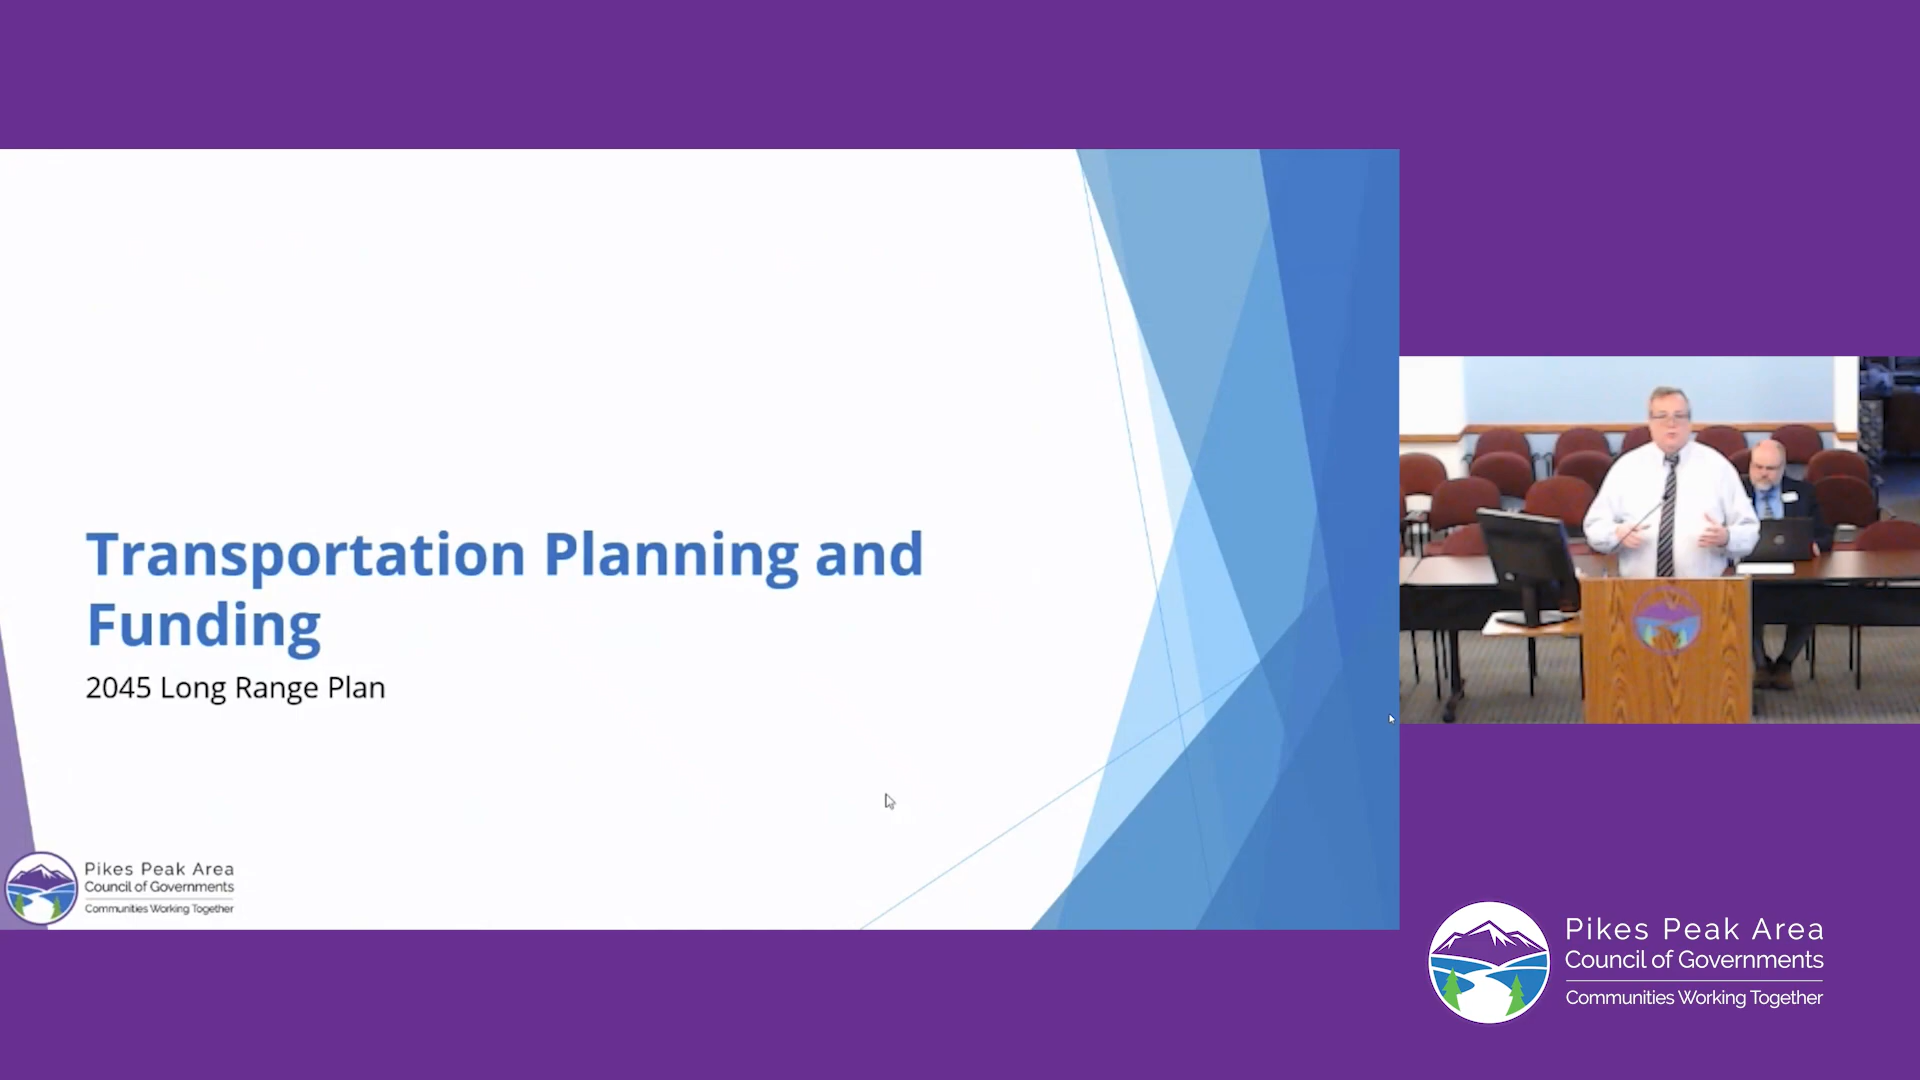 Transportation Planning and
Funding
2045 Long Range Plan
Pikes Peak Area
Council of Governments
Communities Working Together
Pikes Peak Area
Council of Governments
Communities Working Together